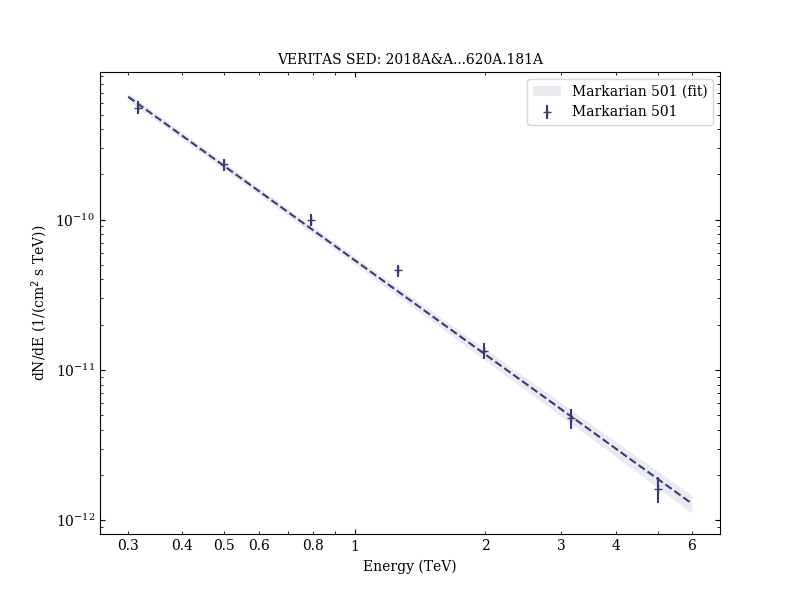 VERITAS SED: 2018A&A...620A.181A
Markarian 501 (fit)
Markarian 501
dN/dE (1/(cm² s TeV))
10⁻¹⁰
10⁻¹¹
10⁻¹²
0.3 0.4 0.5 0.6 0.8 1 2 3 4 6
Energy (TeV)